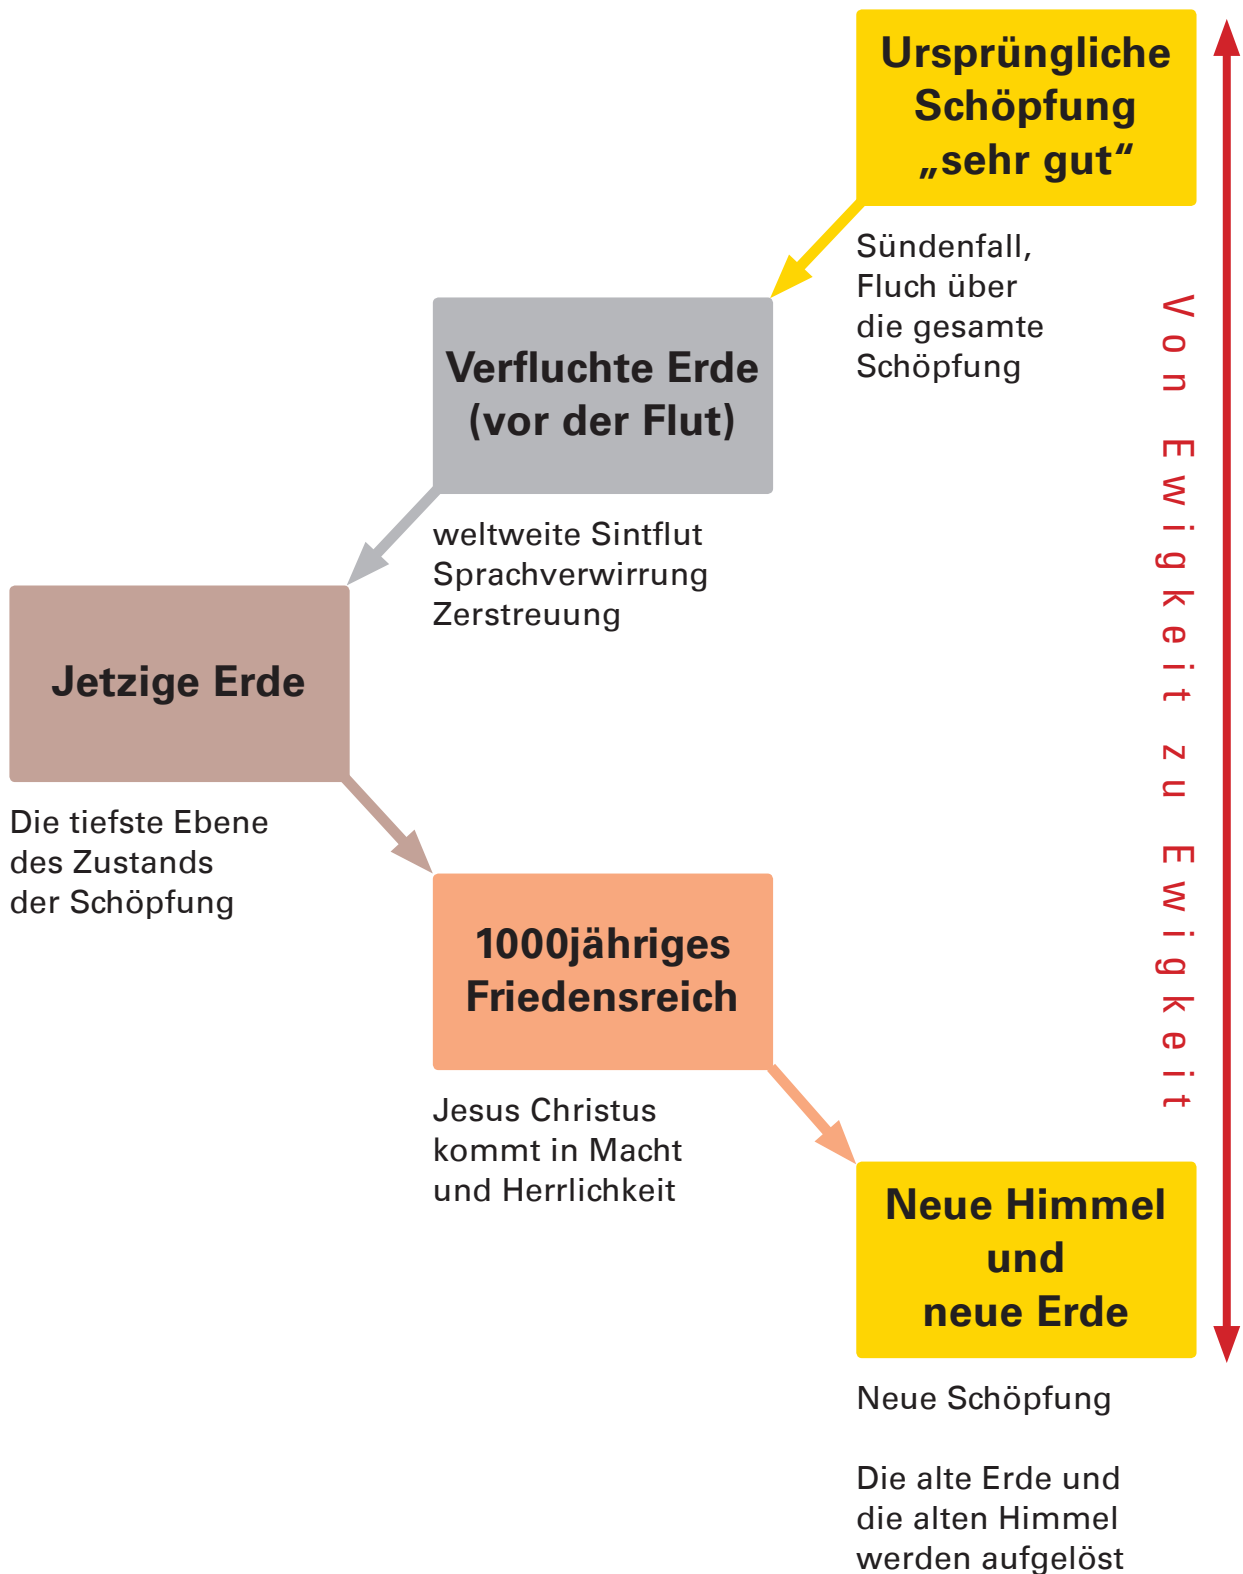 Ursprüngliche
Schöpfung
„sehr gut“
Sündenfall,
Fluch über
die gesamte
Schöpfung
Verfluchte Erde
(vor der Flut)
weltweite Sintflut
Sprachverwirrung
Zerstreuung
Jetzige Erde
Die tiefste Ebene
des Zustands
der Schöpfung
1000jähriges
Friedensreich
Jesus Christus
kommt in Macht
und Herrlichkeit
Neue Himmel
und
neue Erde
Neue Schöpfung
Die alte Erde und
die alten Himmel
werden aufgelöst
Von Ewigkeit zu Ewigkeit